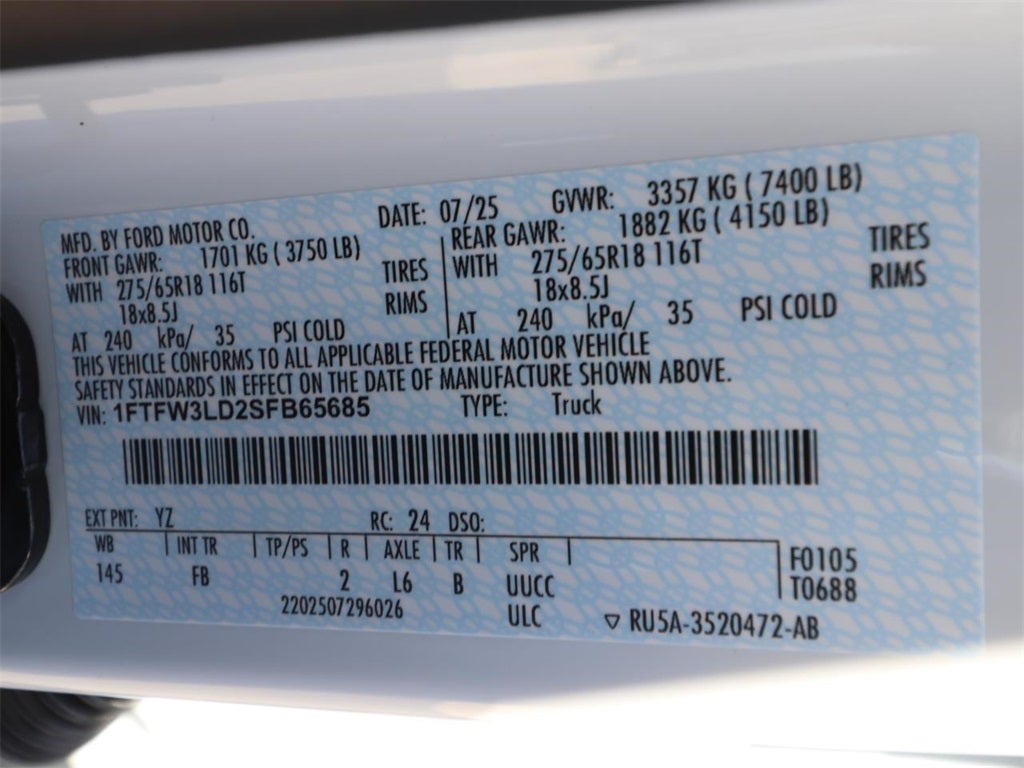 MFD. BY FORD MOTOR CO. DATE: 07/25 GVWR: 3357 KG ( 7400 LB)
FRONT GAWR: 1701 KG ( 3750 LB) REAR GAWR: 1882 KG ( 4150 LB)
WITH 275/65R18 116T TIRES WITH 275/65R18 116T TIRES
18x8.5J RIMS 18x8.5J RIMS
AT 240 kPa/ 35 PSI COLD AT 240 kPa/ 35 PSI COLD
THIS VEHICLE CONFORMS TO ALL APPLICABLE FEDERAL MOTOR VEHICLE
SAFETY STANDARDS IN EFFECT ON THE DATE OF MANUFACTURE SHOWN ABOVE.
VIN: 1FTFW3LD2SFB65685 TYPE: Truck
EXT PNT: YZ RC: 24 DSO:
WB INT TR TP/PS R AXLE TR SPR F0105
145 FB 2 L6 B UUCC T0688
2202507296026 ULC ▽ RU5A-3520472-AB